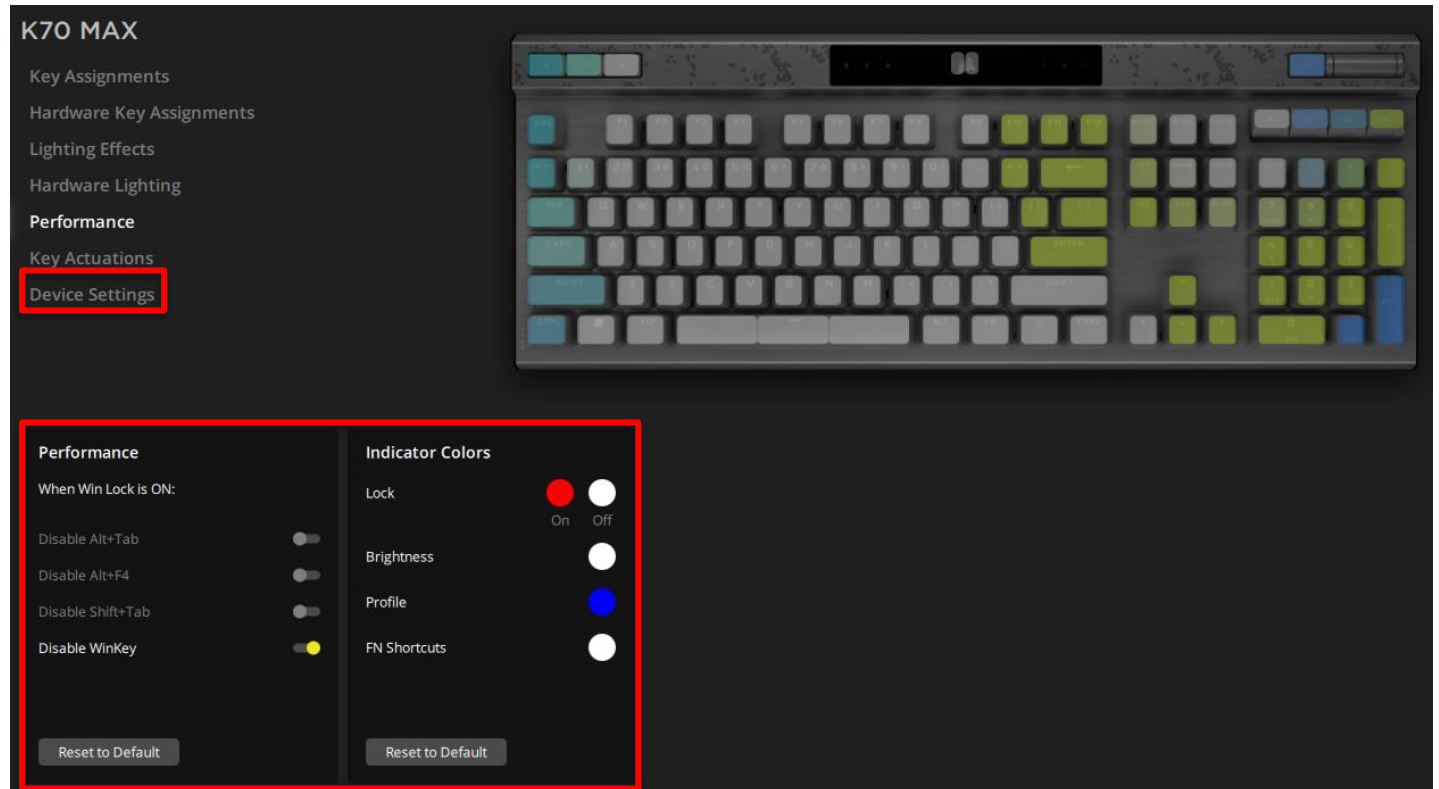 K70 MAX
Key Assignments
Hardware Key Assignments
Lighting Effects
Hardware Lighting
Performance
Key Actuations
Device Settings
Performance
When Win Lock is ON:
Disable Alt+Tab
Disable Alt+F4
Disable Shift+Tab
Disable WinKey
Reset to Default
Indicator Colors
Lock
On Off
Brightness
Profile
FN Shortcuts
Reset to Default